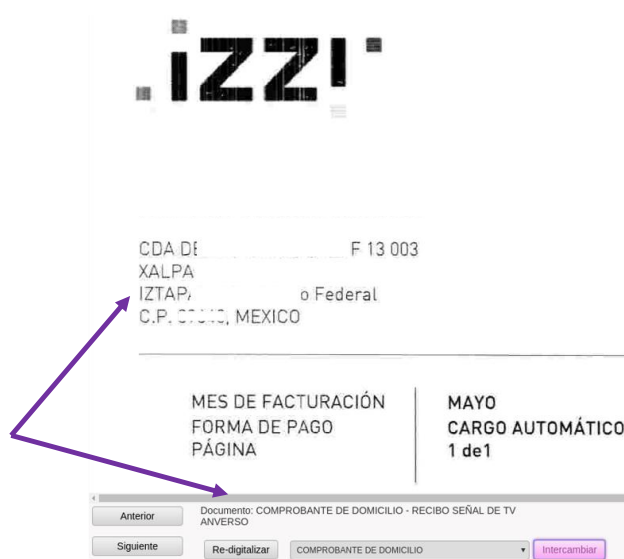 izzi
CDA DE F 13 003
XALPA
IZTAPA o Federal
C.P. , MEXICO
MES DE FACTURACIÓN MAYO
FORMA DE PAGO CARGO AUTOMÁTICO
PÁGINA 1 de1
Anterior
Documento: COMPROBANTE DE DOMICILIO - RECIBO SEÑAL DE TV
ANVERSO
Siguiente
Re-digitalizar COMPROBANTE DE DOMICILIO Intercambiar